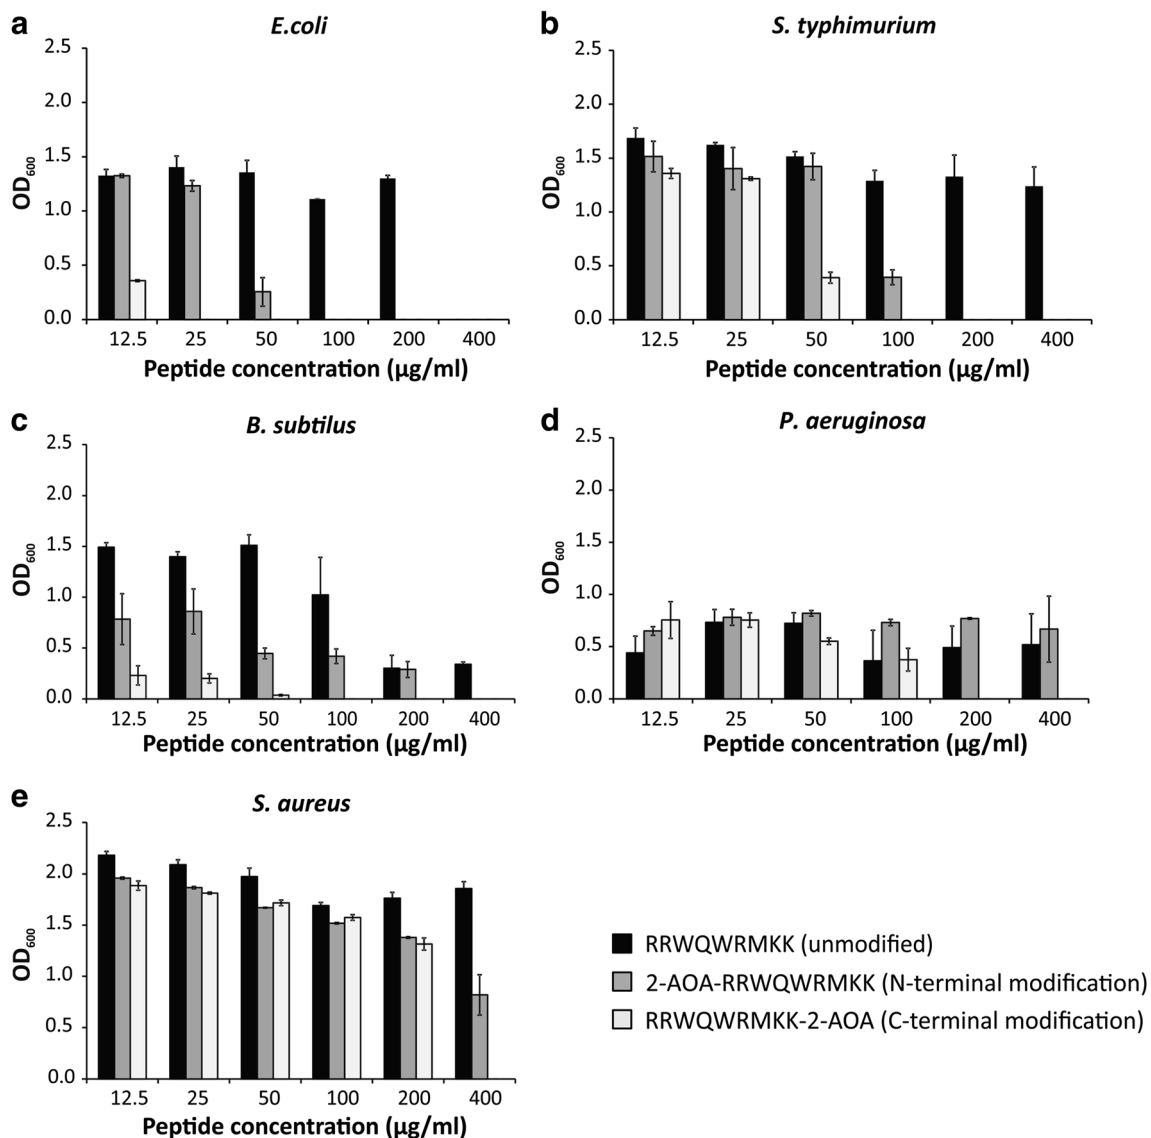 a
E.coli
2.5
2.0
1.5
1.0
0.5
0.0
OD600
12.5 25 50 100 200 400
Peptide concentration (µg/ml)
b
S. typhimurium
2.5
2.0
1.5
1.0
0.5
0.0
OD600
12.5 25 50 100 200 400
Peptide concentration (µg/ml)
c
B. subtilus
2.5
2.0
1.5
1.0
0.5
0.0
OD600
12.5 25 50 100 200 400
Peptide concentration (µg/ml)
d
P. aeruginosa
2.5
2.0
1.5
1.0
0.5
0.0
OD600
12.5 25 50 100 200 400
Peptide concentration (µg/ml)
e
S. aureus
2.5
2.0
1.5
1.0
0.5
0.0
OD600
12.5 25 50 100 200 400
Peptide concentration (µg/ml)
RRWQWRMKK (unmodified)
2-AOA-RRWQWRMKK (N-terminal modification)
RRWQWRMKK-2-AOA (C-terminal modification)